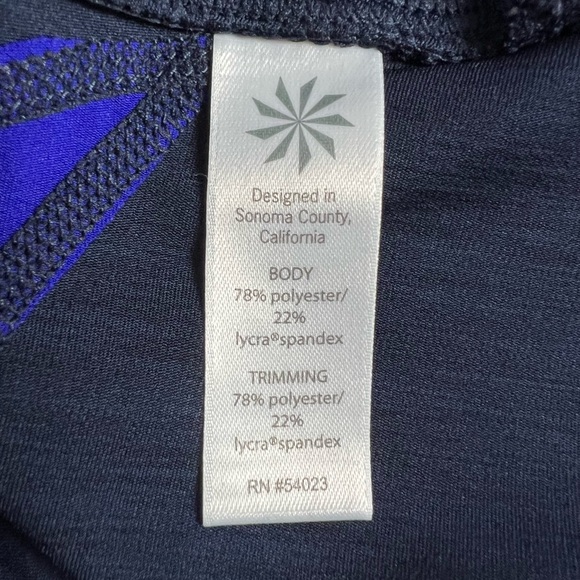 Designed in
Sonoma County,
California
BODY
78% polyester/
22%
lycra®spandex
TRIMMING
78% polyester/
22%
lycra®spandex
RN #54023